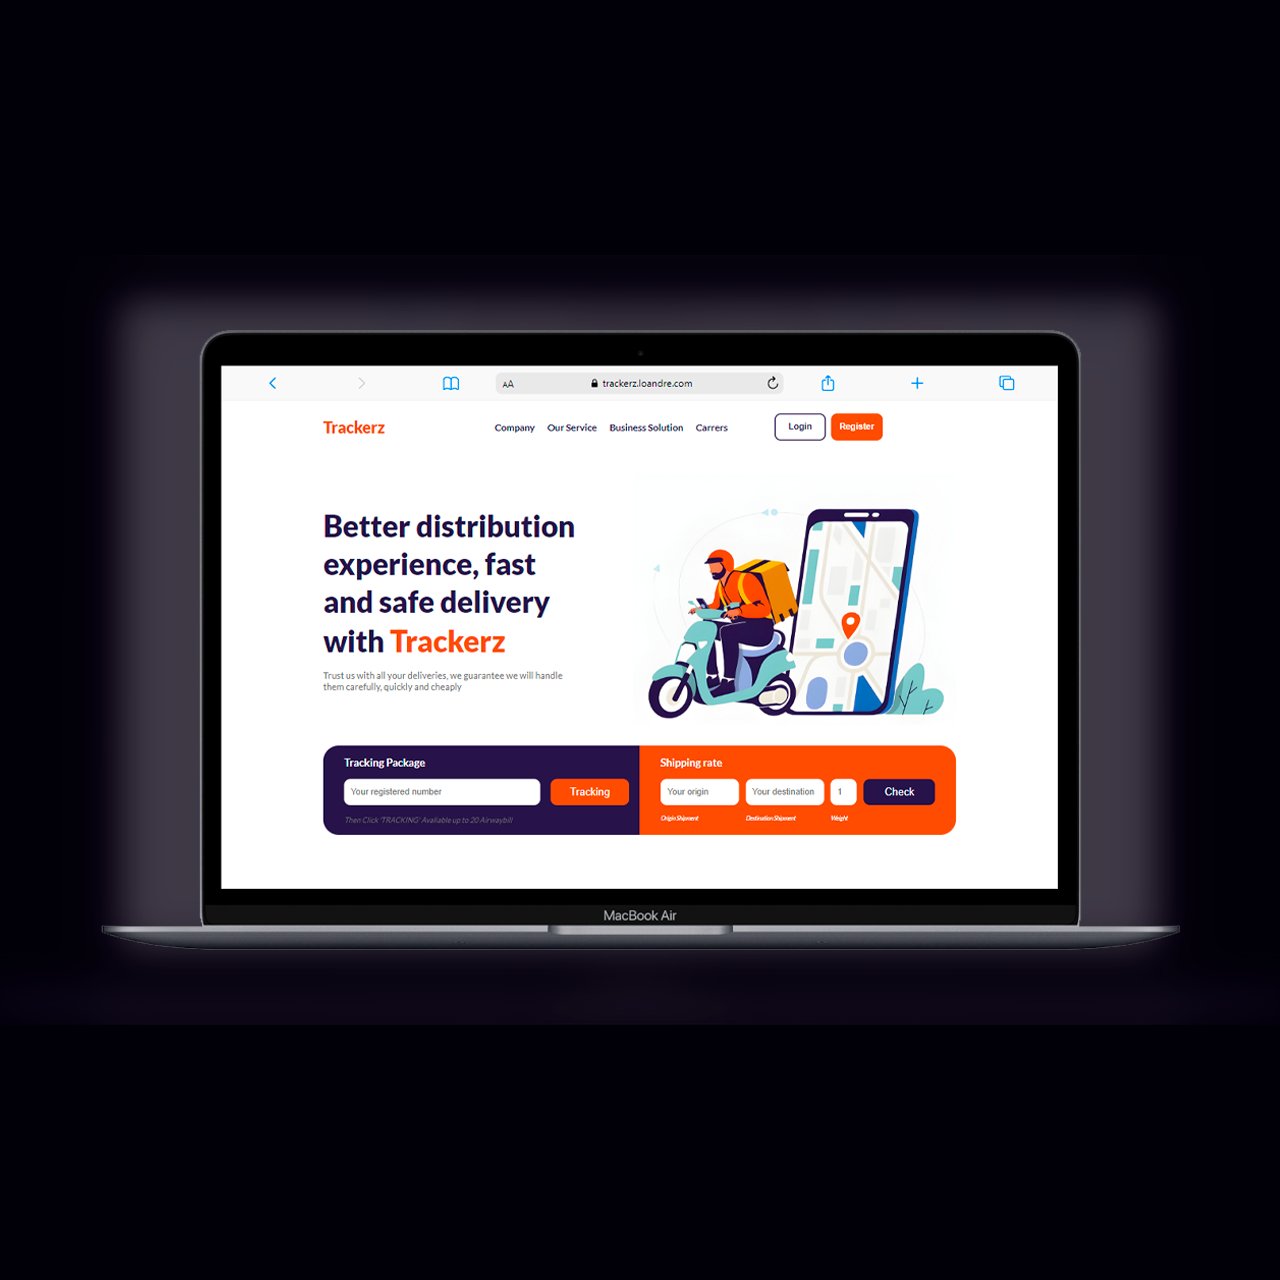 AA trackerz.loandre.com
Trackerz
Company Our Service Business Solution Carrers
Login Register
Better distribution
experience, fast
and safe delivery
with Trackerz
Trust us with all your deliveries, we guarantee we will handle
them carefully, quickly and cheaply
Tracking Package
Your registered number Tracking
Then Click 'TRACKING' Available up to 20 Airwaybill
Shipping rate
Your origin Your destination 1 Check
Origin Shipment Destination Shipment Weight
MacBook Air